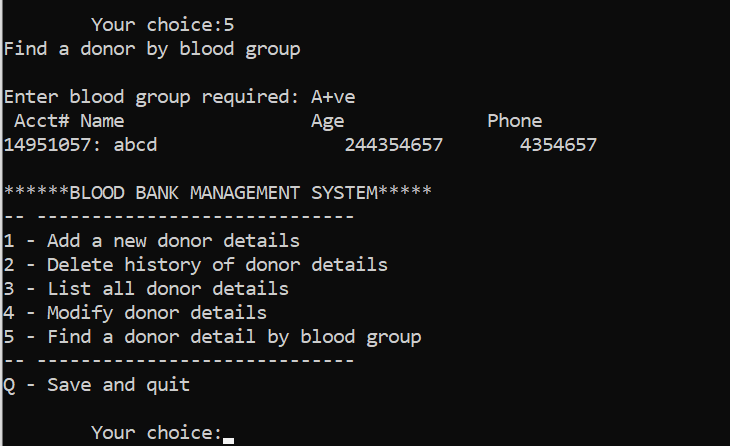 Your choice:5
Find a donor by blood group
Enter blood group required: A+ve
Acct# Name Age Phone
14951057: abcd 244354657 4354657
******BLOOD BANK MANAGEMENT SYSTEM*****
-- -----------------------------
1 - Add a new donor details
2 - Delete history of donor details
3 - List all donor details
4 - Modify donor details
5 - Find a donor detail by blood group
-- -----------------------------
Q - Save and quit
Your choice: